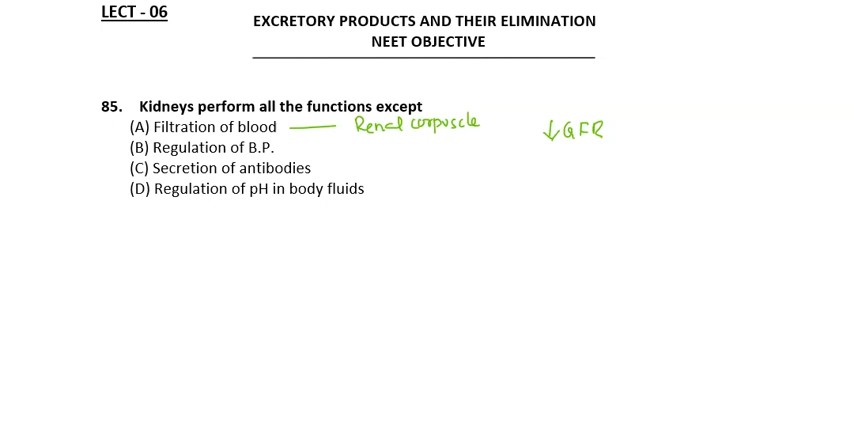 LECT - 06
EXCRETORY PRODUCTS AND THEIR ELIMINATION
NEET OBJECTIVE
85. Kidneys perform all the functions except
(A) Filtration of blood —— Renal corpuscle ↓GFR
(B) Regulation of B.P.
(C) Secretion of antibodies
(D) Regulation of pH in body fluids